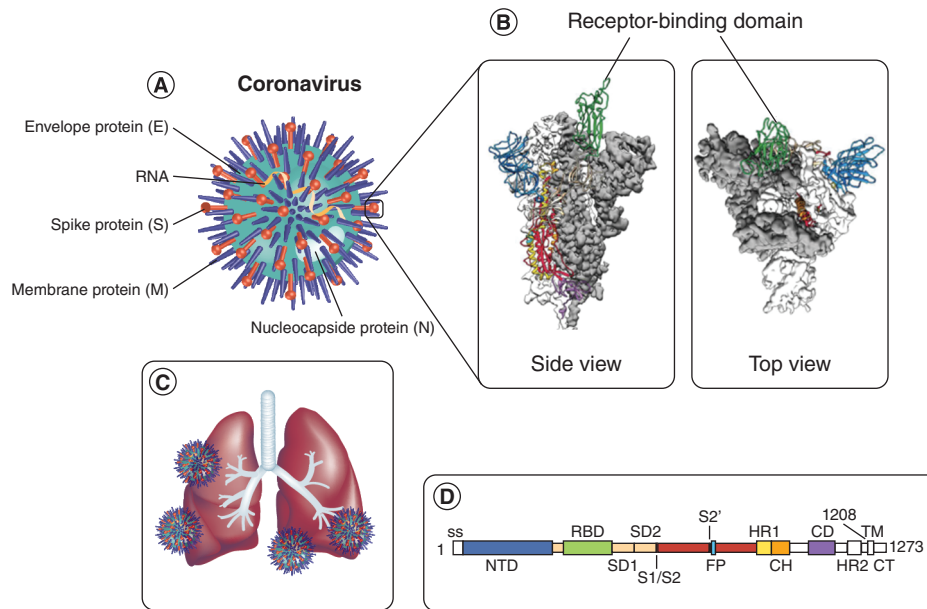 A
Coronavirus
Envelope protein (E)
RNA
Spike protein (S)
Membrane protein (M)
Nucleocapside protein (N)
B
Receptor-binding domain
Side view
Top view
C
D
1
ss
NTD
RBD
SD1
SD2
S1/S2
S2'
FP
HR1
CH
CD
1208
HR2
TM
CT
1273